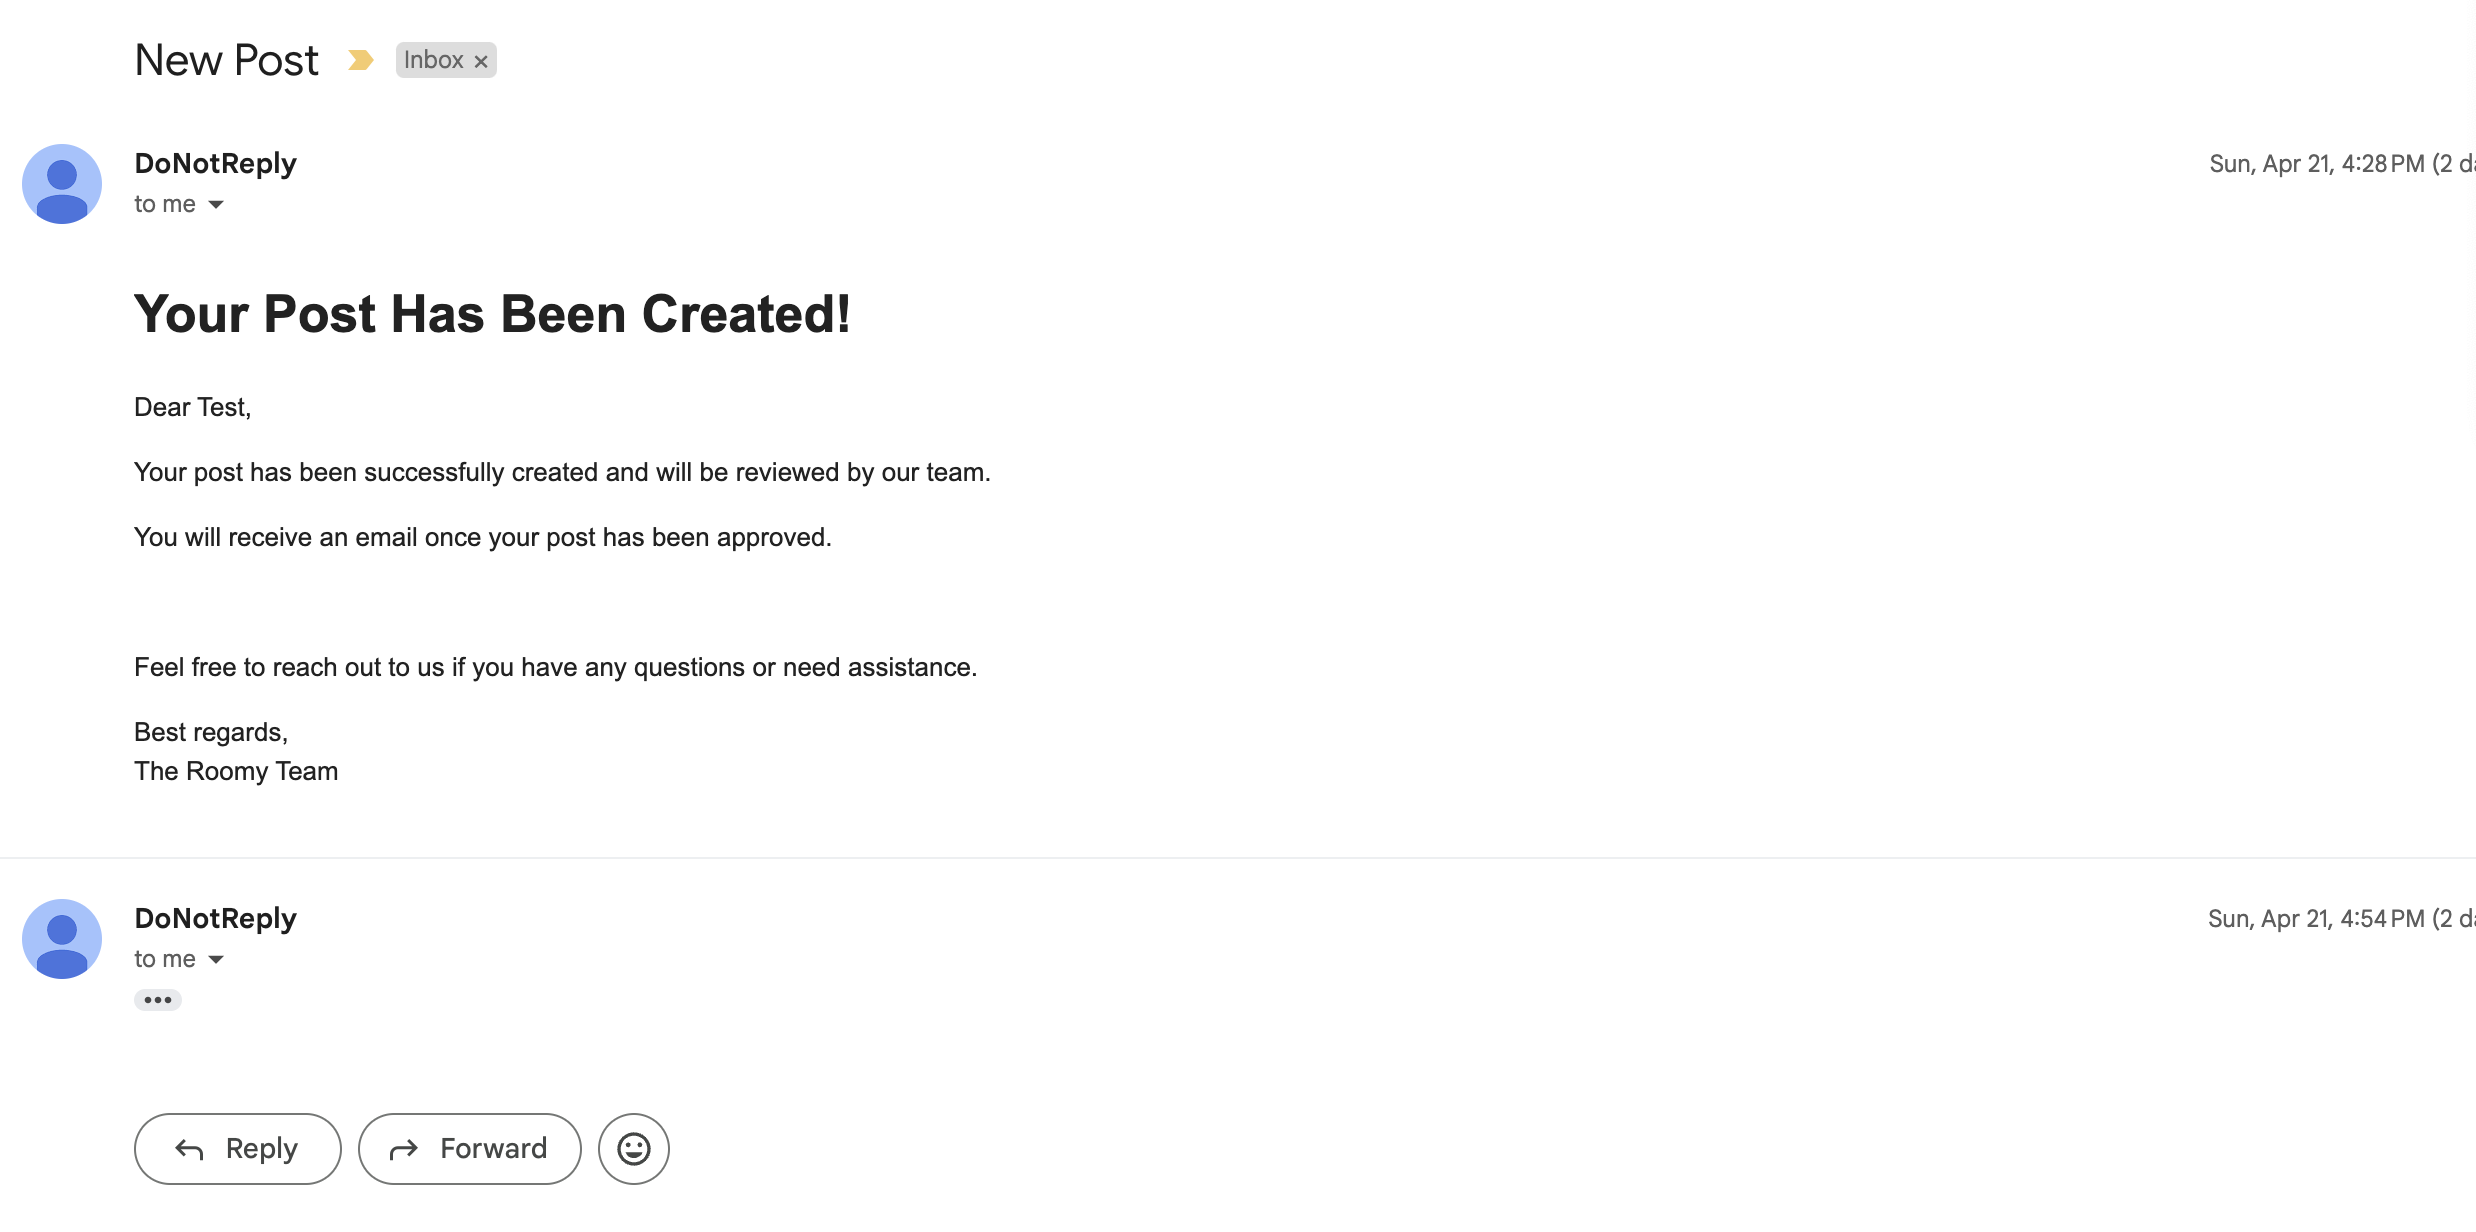 New Post Inbox ×
DoNotReply Sun, Apr 21, 4:28 PM (2
to me
Your Post Has Been Created!
Dear Test,
Your post has been successfully created and will be reviewed by our team.
You will receive an email once your post has been approved.
Feel free to reach out to us if you have any questions or need assistance.
Best regards,
The Roomy Team
DoNotReply Sun, Apr 21, 4:54 PM (2
to me
•••
Reply Forward